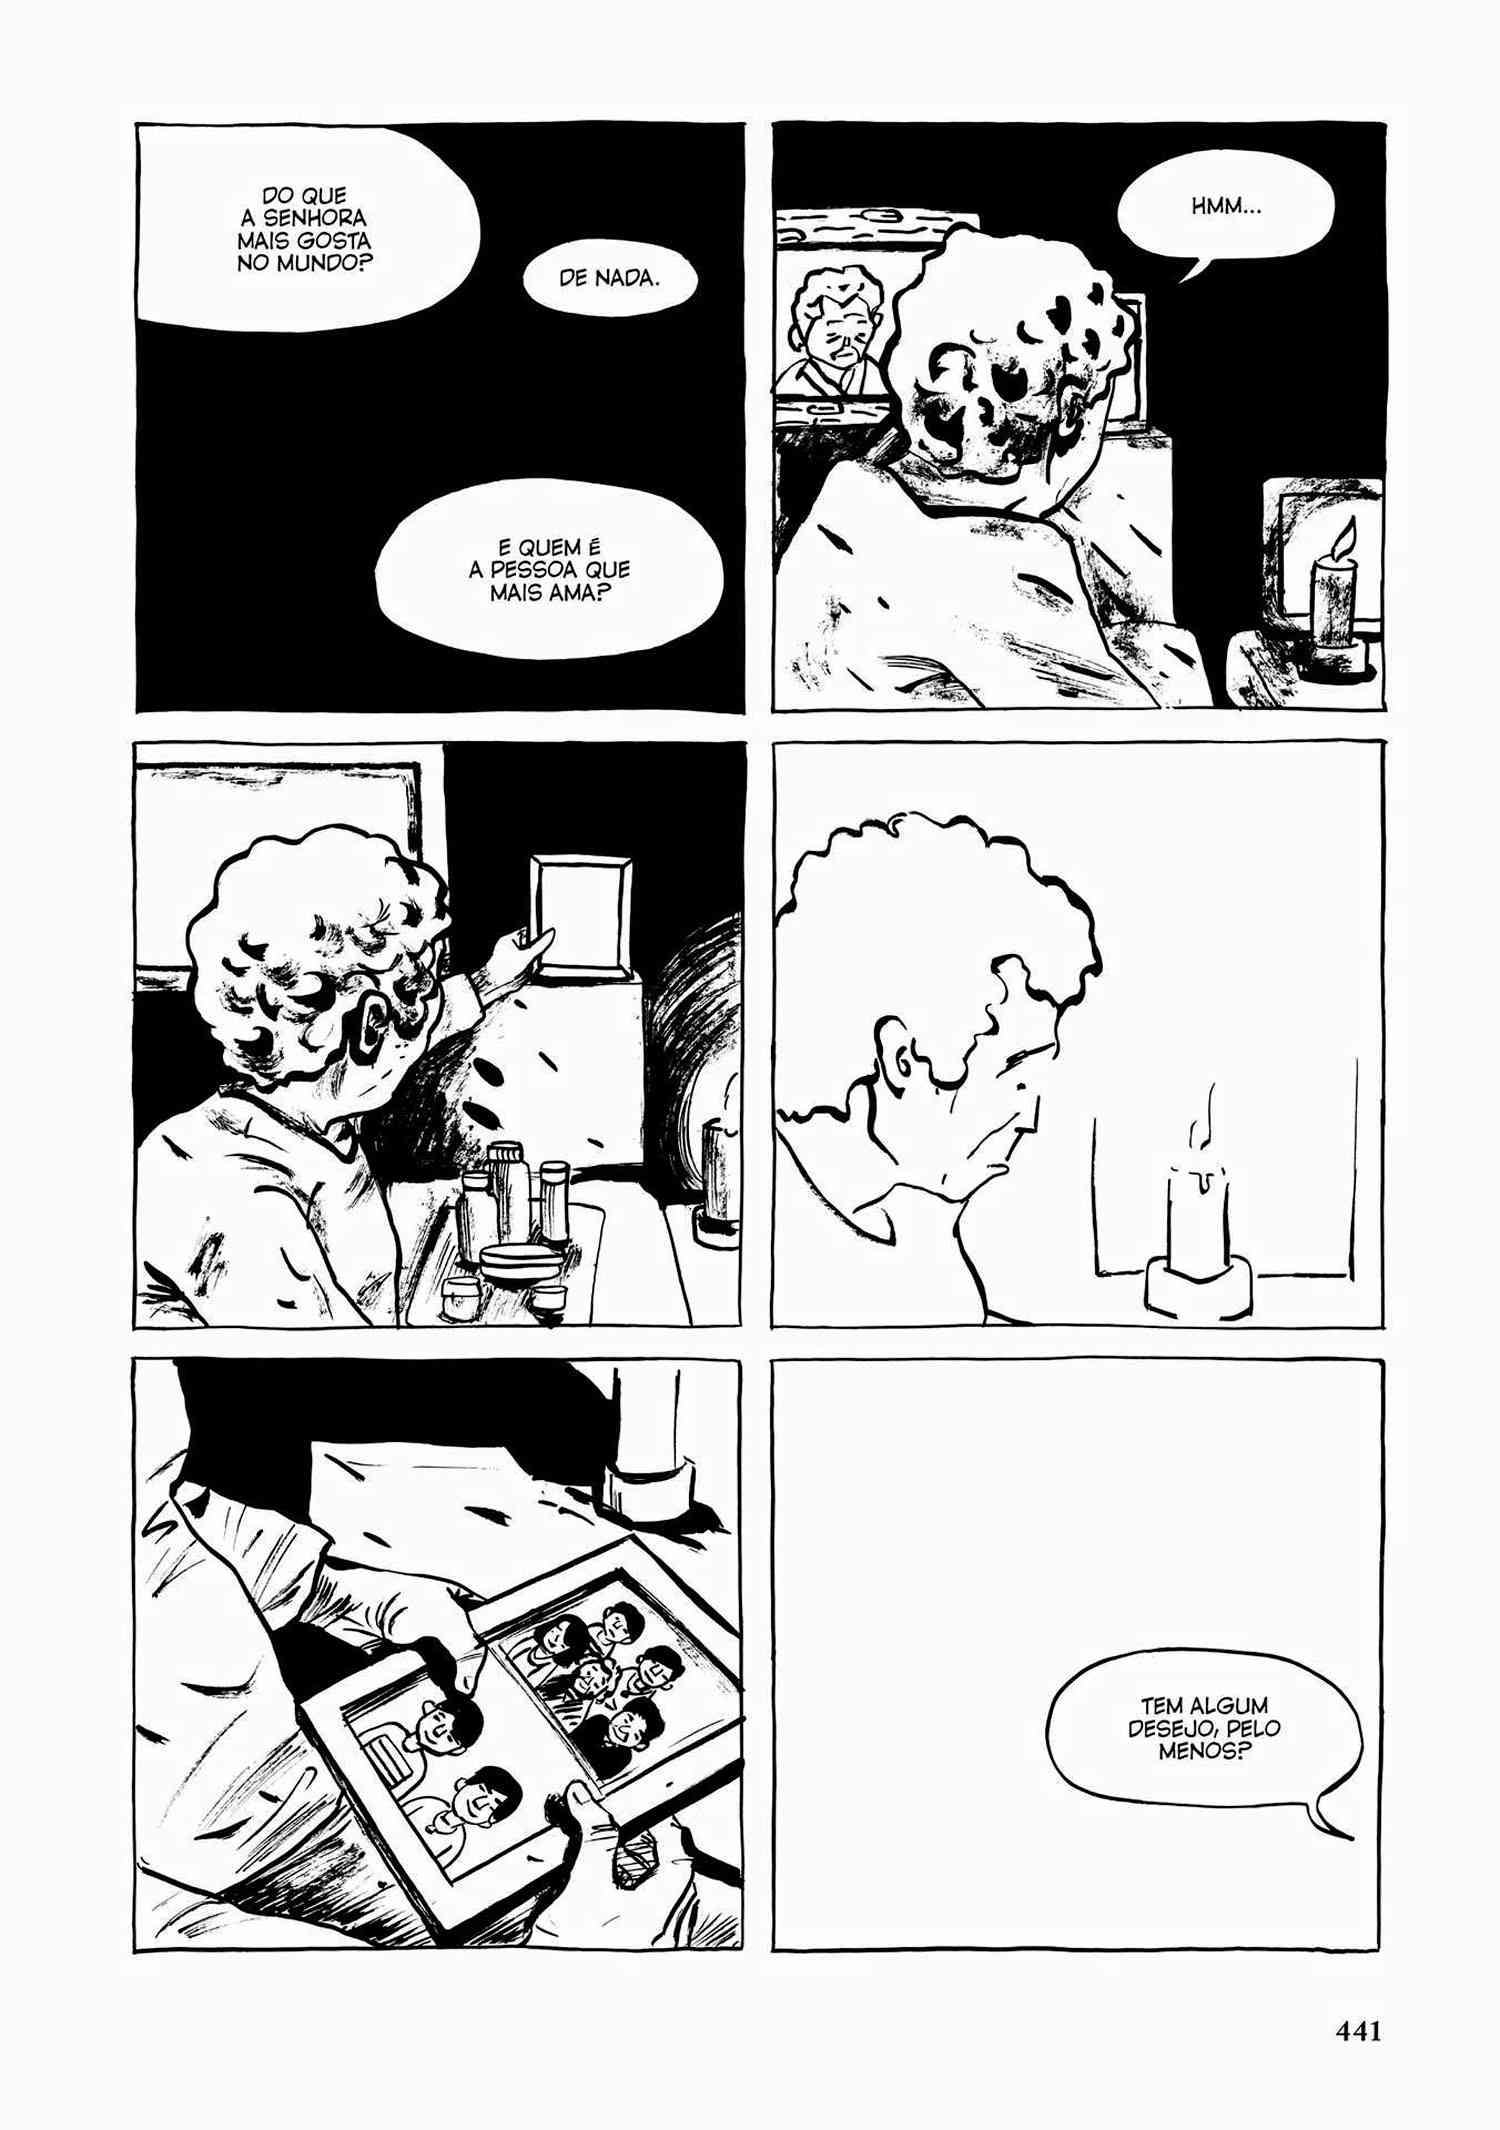 DO QUE
A SENHORA
MAIS GOSTA
NO MUNDO?
DE NADA.
E QUEM É
A PESSOA QUE
MAIS AMA?
HMM...
TEM ALGUM
DESEJO, PELO
MENOS?
441